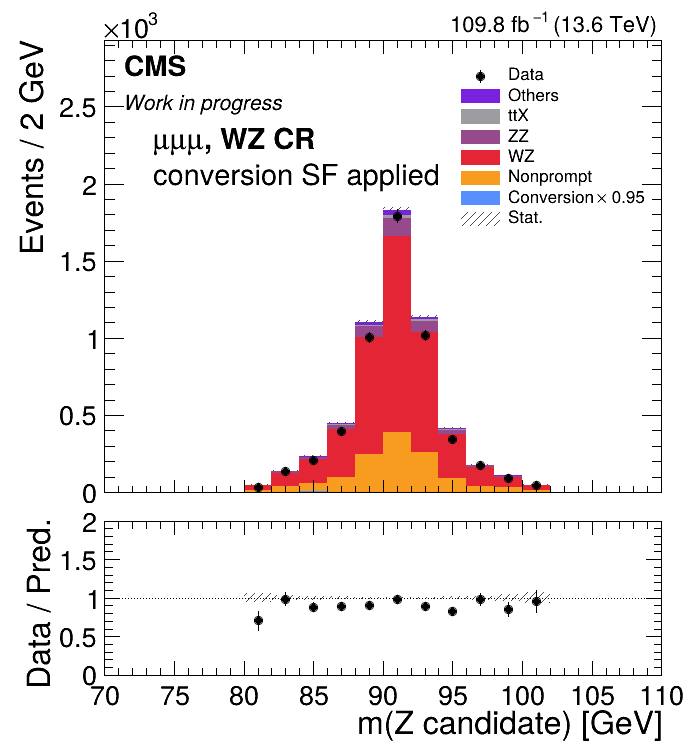 ×10³
109.8 fb⁻¹ (13.6 TeV)
CMS
Work in progress
μμμ, WZ CR
conversion SF applied
Data
Others
ttX
ZZ
WZ
Nonprompt
Conversion × 0.95
Stat.
Events / 2 GeV
2.5
2
1.5
1
0.5
0
Data / Pred.
2
1.5
1
0.5
0
70 75 80 85 90 95 100 105 110
m(Z candidate) [GeV]